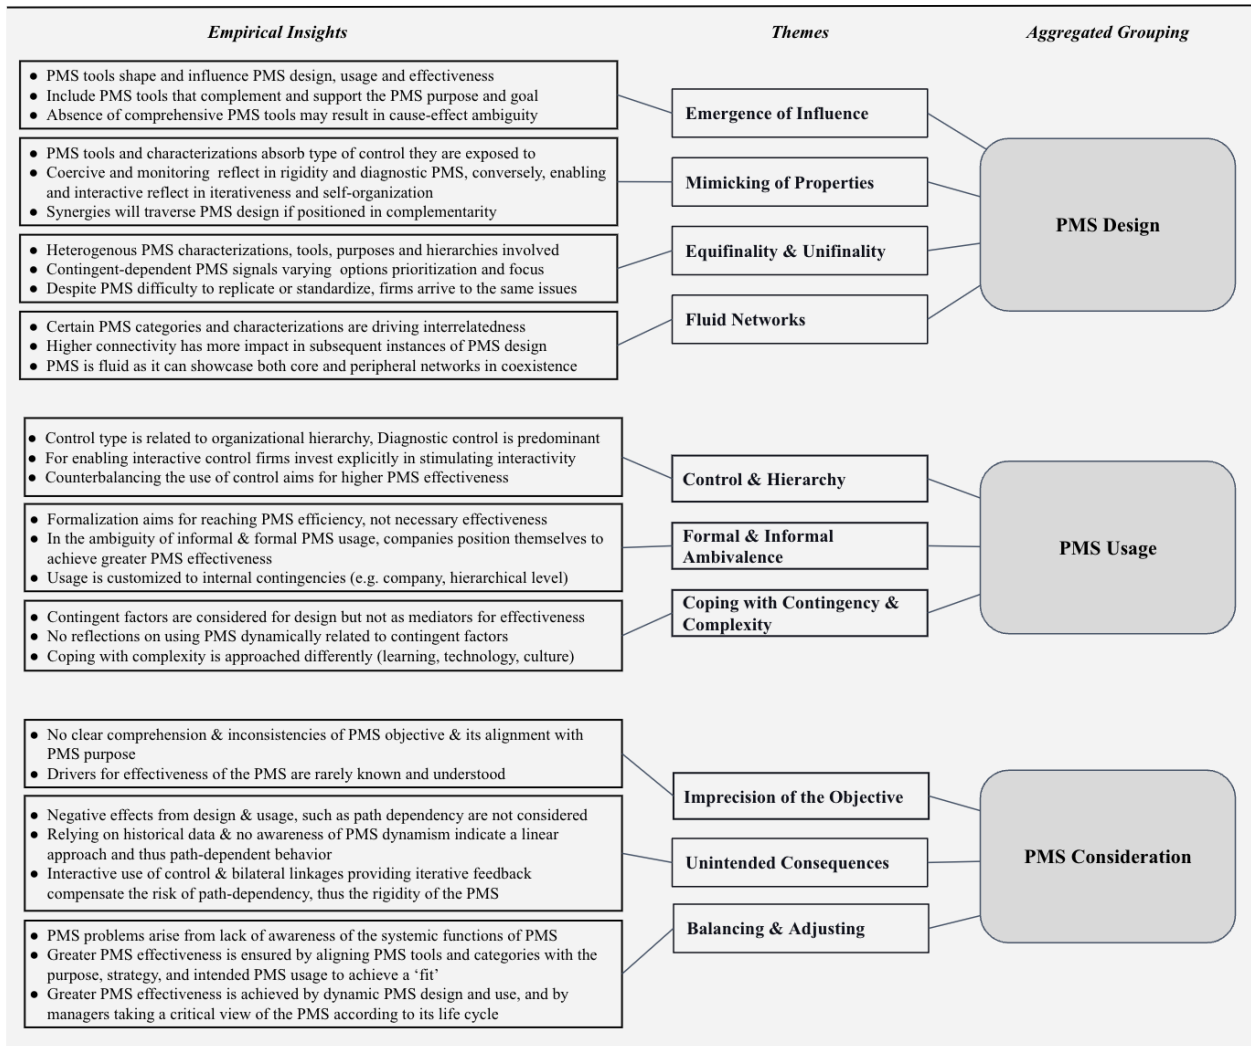 Empirical Insights
Themes
Aggregated Grouping
● PMS tools shape and influence PMS design, usage and effectiveness
● Include PMS tools that complement and support the PMS purpose and goal
● Absence of comprehensive PMS tools may result in cause-effect ambiguity
Emergence of Influence
● PMS tools and characterizations absorb type of control they are exposed to
● Coercive and monitoring reflect in rigidity and diagnostic PMS, conversely, enabling
and interactive reflect in iterativeness and self-organization
● Synergies will traverse PMS design if positioned in complementarity
Mimicking of Properties
● Heterogenous PMS characterizations, tools, purposes and hierarchies involved
● Contingent-dependent PMS signals varying options prioritization and focus
● Despite PMS difficulty to replicate or standardize, firms arrive to the same issues
Equifinality & Unifinality
● Certain PMS categories and characterizations are driving interrelatedness
● Higher connectivity has more impact in subsequent instances of PMS design
● PMS is fluid as it can showcase both core and peripheral networks in coexistence
Fluid Networks
PMS Design
● Control type is related to organizational hierarchy, Diagnostic control is predominant
● For enabling interactive control firms invest explicitly in stimulating interactivity
● Counterbalancing the use of control aims for higher PMS effectiveness
Control & Hierarchy
● Formalization aims for reaching PMS efficiency, not necessary effectiveness
● In the ambiguity of informal & formal PMS usage, companies position themselves to
achieve greater PMS effectiveness
● Usage is customized to internal contingencies (e.g. company, hierarchical level)
Formal & Informal
Ambivalence
● Contingent factors are considered for design but not as mediators for effectiveness
● No reflections on using PMS dynamically related to contingent factors
● Coping with complexity is approached differently (learning, technology, culture)
Coping with Contingency &
Complexity
PMS Usage
● No clear comprehension & inconsistencies of PMS objective & its alignment with
PMS purpose
● Drivers for effectiveness of the PMS are rarely known and understood
Imprecision of the Objective
● Negative effects from design & usage, such as path dependency are not considered
● Relying on historical data & no awareness of PMS dynamism indicate a linear
approach and thus path-dependent behavior
● Interactive use of control & bilateral linkages providing iterative feedback
compensate the risk of path-dependency, thus the rigidity of the PMS
Unintended Consequences
● PMS problems arise from lack of awareness of the systemic functions of PMS
● Greater PMS effectiveness is ensured by aligning PMS tools and categories with the
purpose, strategy, and intended PMS usage to achieve a ‘fit’
● Greater PMS effectiveness is achieved by dynamic PMS design and use, and by
managers taking a critical view of the PMS according to its life cycle
Balancing & Adjusting
PMS Consideration